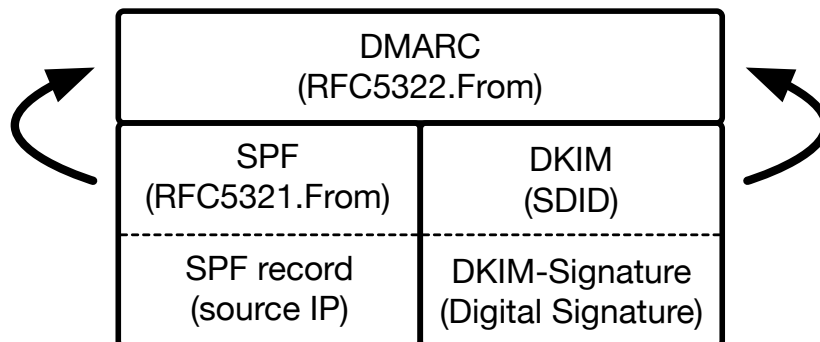 DMARC
(RFC5322.From)
SPF
(RFC5321.From)
DKIM
(SDID)
SPF record
(source IP)
DKIM-Signature
(Digital Signature)